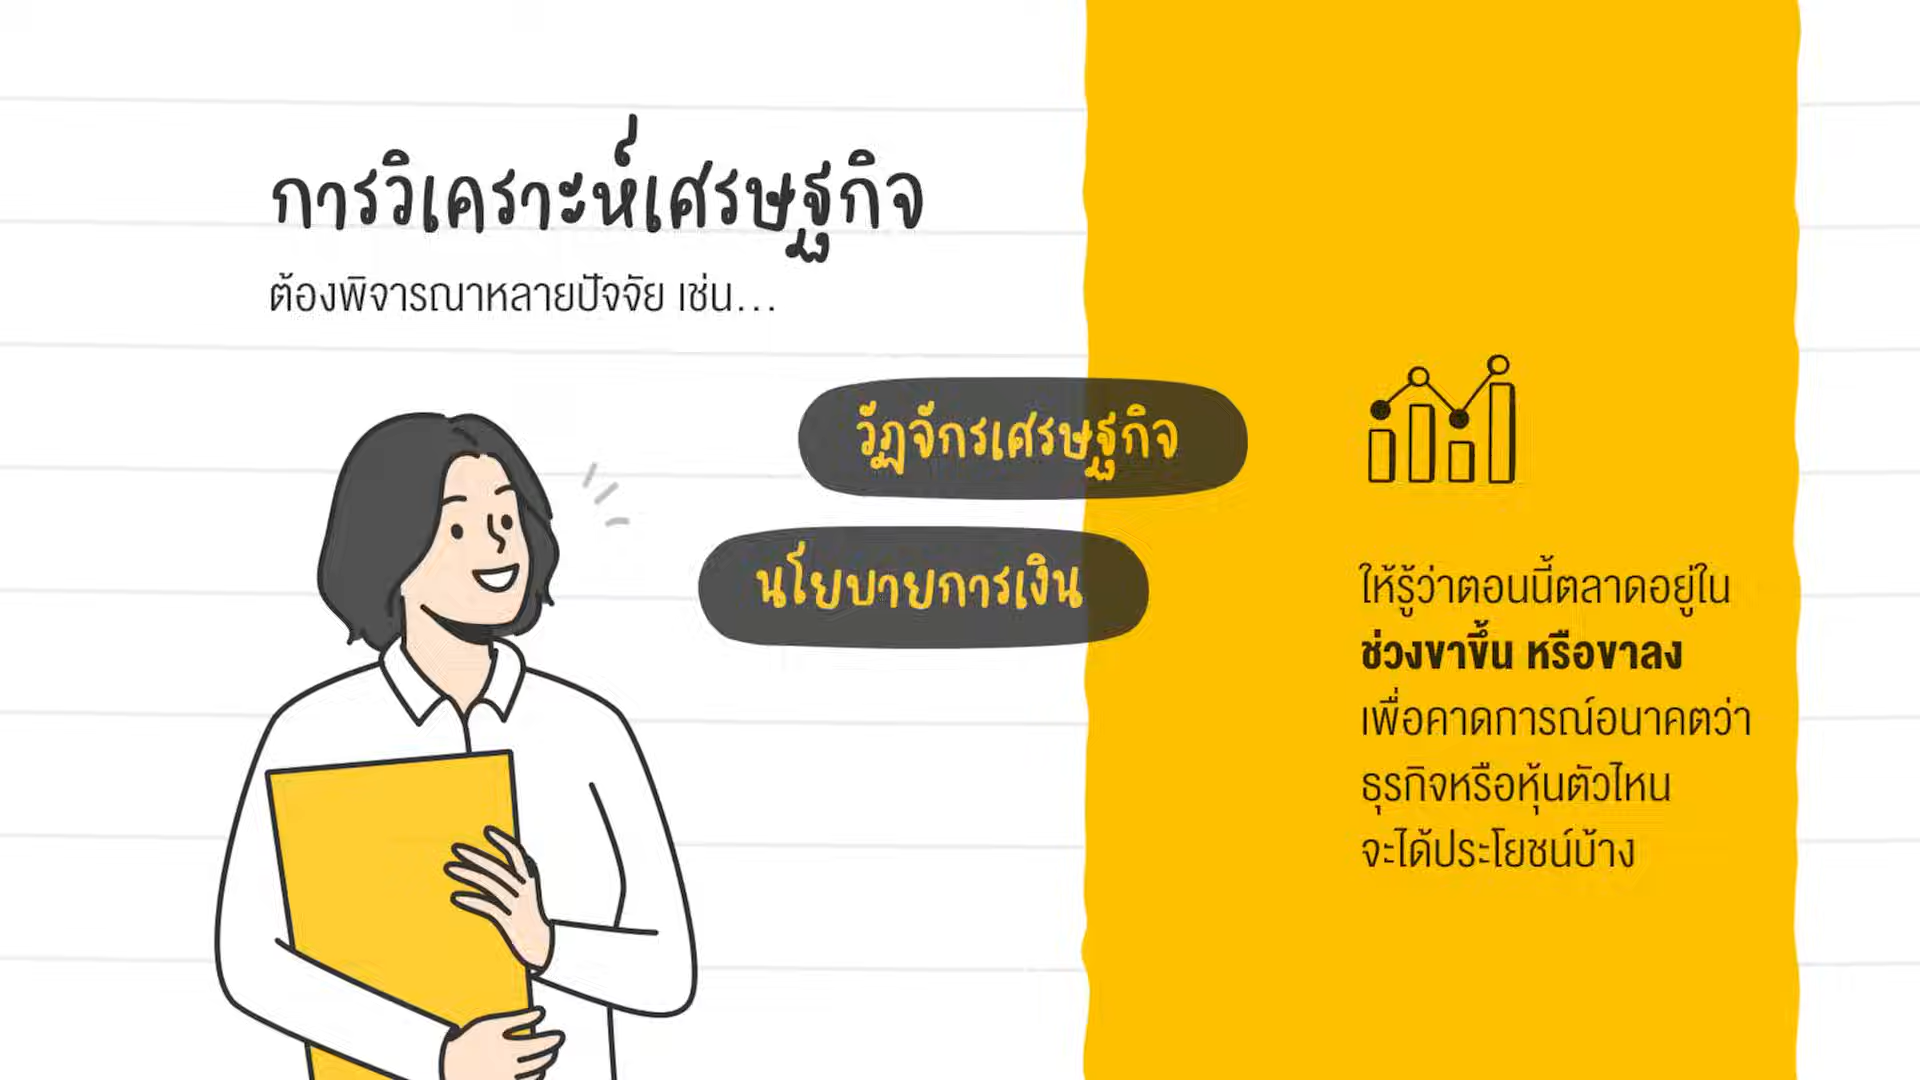 การวิเคราะห์เศรษฐกิจ
ต้องพิจารณาหลายปัจจัย เช่น...
วัฏจักรเศรษฐกิจ
นโยบายการเงิน
ให้รู้ว่าตอนนี้ตลาดอยู่ใน
ช่วงขาขึ้น หรือขาลง
เพื่อคาดการณ์อนาคตว่า
ธุรกิจหรือหุ้นตัวไหน
จะได้ประโยชน์บ้าง